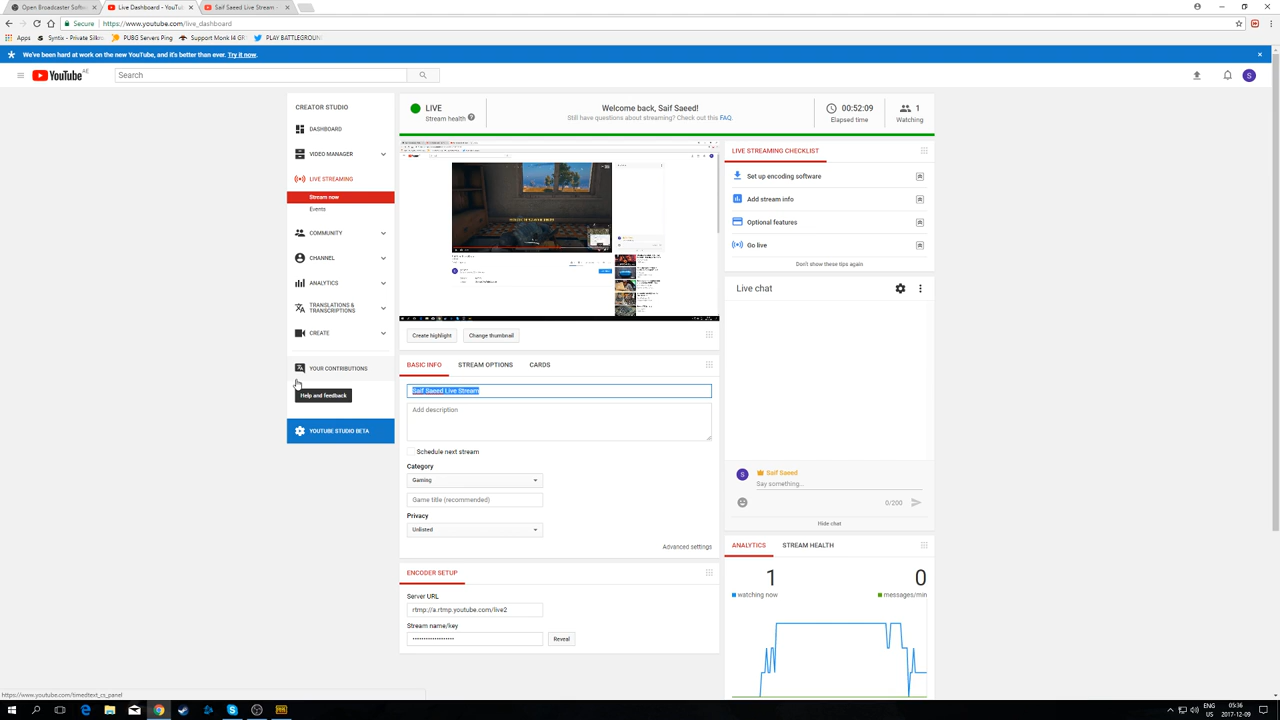 Open Broadcaster Softw
Live Dashboard - YouTu
Saif Saeed Live Stream -
Secure
https://www.youtube.com/live_dashboard
Apps
Syntix - Private Silkro
PUBG Servers Ping
Support Monk I4 GF
PLAY BATTLEGROUN
We've been hard at work on the new YouTube, and it's better than ever. Try it now.
YouTube AE
Search
CREATOR STUDIO
DASHBOARD
VIDEO MANAGER
LIVE STREAMING
Stream now
Events
COMMUNITY
CHANNEL
ANALYTICS
TRANSLATIONS &
TRANSCRIPTIONS
CREATE
YOUR CONTRIBUTIONS
Help and feedback
YOUTUBE STUDIO BETA
LIVE
Stream health
Welcome back, Saif Saeed!
Still have questions about streaming? Check out this FAQ.
00:52:09
Elapsed time
1
Watching
Create highlight
Change thumbnail
BASIC INFO
STREAM OPTIONS
CARDS
Saif Saeed Live Stream
Add description
Schedule next stream
Category
Gaming
Game title (recommended)
Privacy
Unlisted
Advanced settings
ENCODER SETUP
Server URL
rtmp://a.rtmp.youtube.com/live2
Stream name/key
••••••••••••••••••••
Reveal
LIVE STREAMING CHECKLIST
Set up encoding software
Add stream info
Optional features
Go live
Don't show these tips again
Live chat
S
Saif Saeed
Say something...
0/200
Hide chat
ANALYTICS
STREAM HEALTH
1
0
watching now
messages/min
https://www.youtube.com/timedtext_cs_panel
ENG
US
05:36
2017-12-09